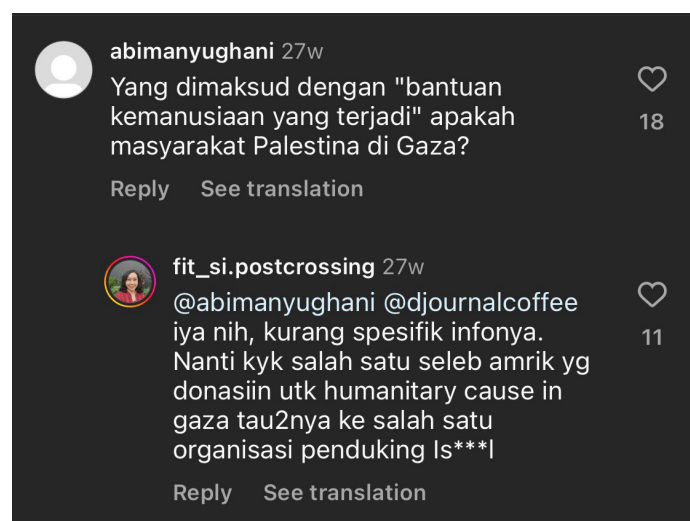 abimanyughani 27w
Yang dimaksud dengan "bantuan
kemanusiaan yang terjadi" apakah
masyarakat Palestina di Gaza?
18
Reply See translation
fit_si.postcrossing 27w
@abimanyughani @djournalcoffee
iya nih, kurang spesifik infonya.
Nanti kyk salah satu seleb amrik yg
donasiin utk humanitary cause in
gaza tau2nya ke salah satu
organisasi penduking Is***l
11
Reply See translation